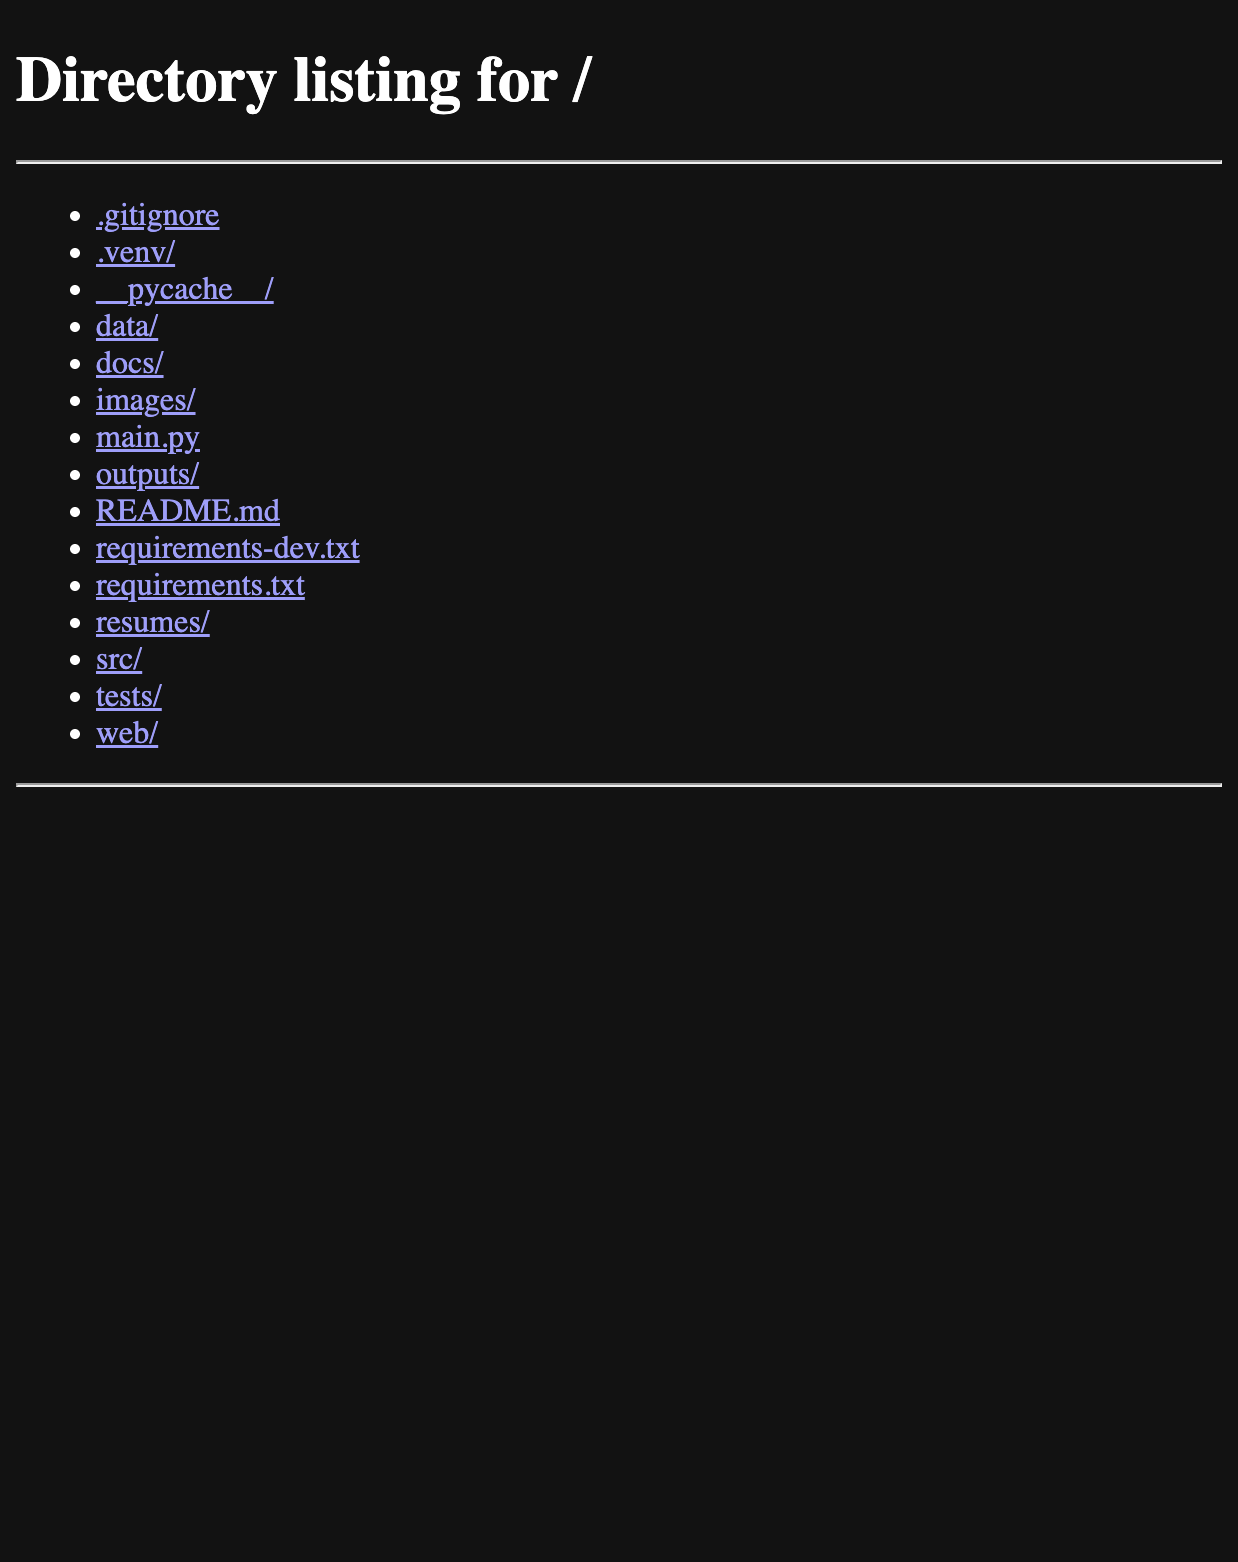 Directory listing for /
.gitignore
.venv/
__pycache__/
data/
docs/
images/
main.py
outputs/
README.md
requirements-dev.txt
requirements.txt
resumes/
src/
tests/
web/